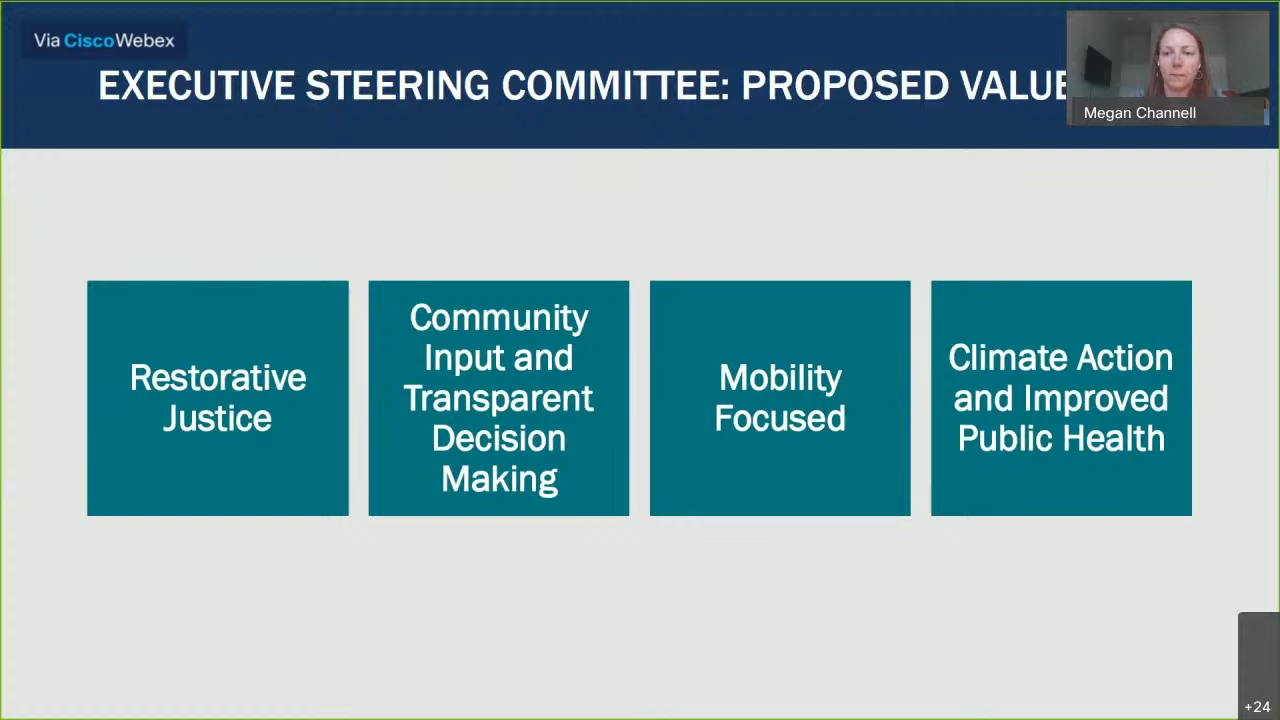 Via CiscoWebex
EXECUTIVE STEERING COMMITTEE: PROPOSED VALUE
Megan Channell
Restorative
Justice
Community
Input and
Transparent
Decision
Making
Mobility
Focused
Climate Action
and Improved
Public Health
+24